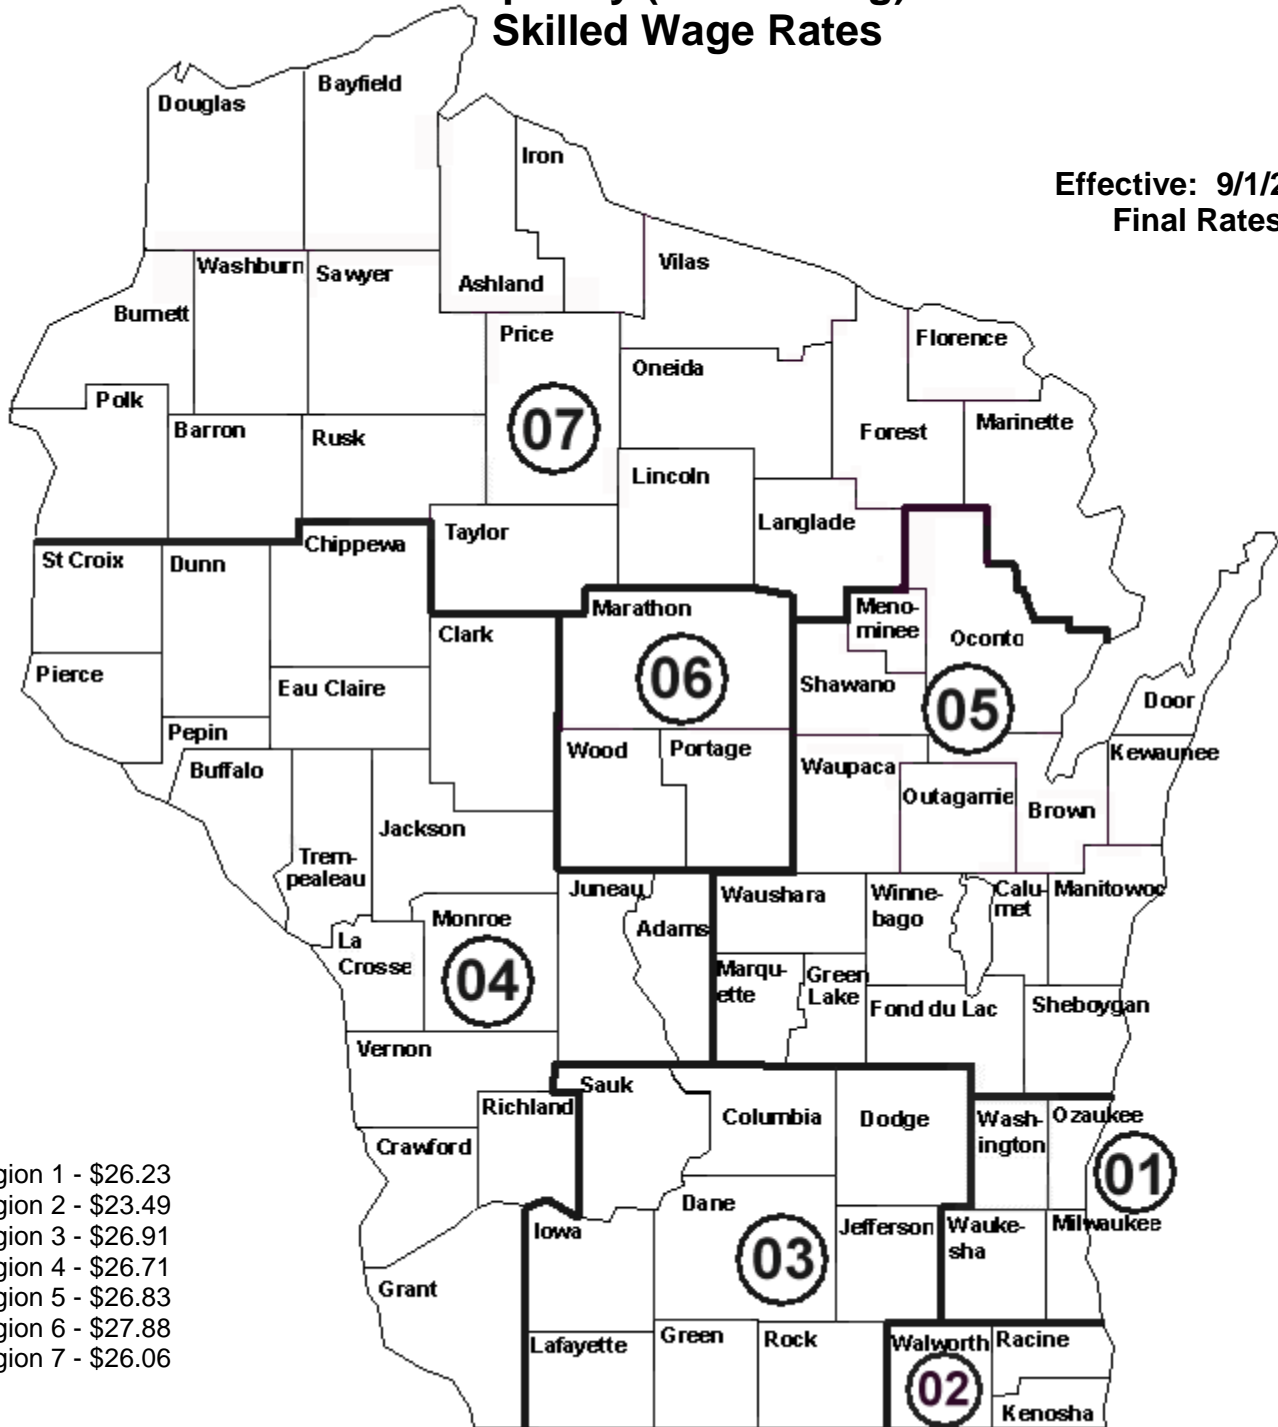 Skilled Wage Rates
Effective: 9/1/2
Final Rates
Douglas
Bayfield
Iron
Washburn
Sawyer
Ashland
Vilas
Burnett
Price
Florence
Oneida
Polk
Barron
Rusk
07
Forest
Marinette
Lincoln
Langlade
Taylor
Chippewa
St Croix
Dunn
Marathon
Meno-
minee
Clark
Oconto
Pierce
Eau Claire
06
Shawano
05
Door
Pepin
Buffalo
Wood
Portage
Waupaca
Kewaunee
Outagamie
Brown
Jackson
Trem-
pealeau
Juneau
Adams
Waushara
Winne-
bago
Calu-
met
Manitowoc
Monroe
La
Crosse
04
Marqu-
ette
Green
Lake
Fond du Lac
Sheboygan
Vernon
Sauk
Richland
Columbia
Dodge
Wash-
ington
Ozaukee
Crawford
01
Dane
Iowa
Jefferson
Wauke-
sha
Milwaukee
03
Grant
Lafayette
Green
Rock
Walworth
Racine
02
Kenosha
gion 1 - $26.23
gion 2 - $23.49
gion 3 - $26.91
gion 4 - $26.71
gion 5 - $26.83
gion 6 - $27.88
gion 7 - $26.06